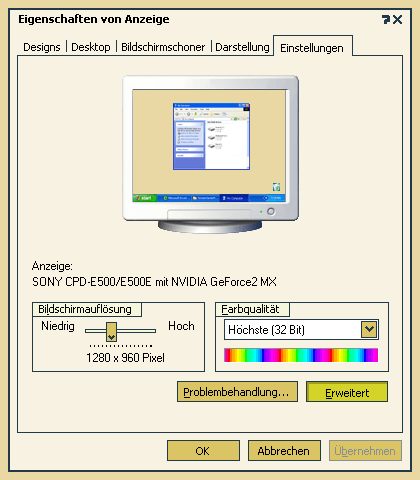 Eigenschaften von Anzeige
Designs Desktop Bildschirmschoner Darstellung Einstellungen
start
Anzeige:
SONY CPD-E500/E500E mit NVIDIA GeForce2 MX
Bildschirmauflösung
Niedrig Hoch
1280 x 960 Pixel
Farbqualität
Höchste (32 Bit)
Problembehandlung... Erweitert
OK Abbrechen Übernehmen